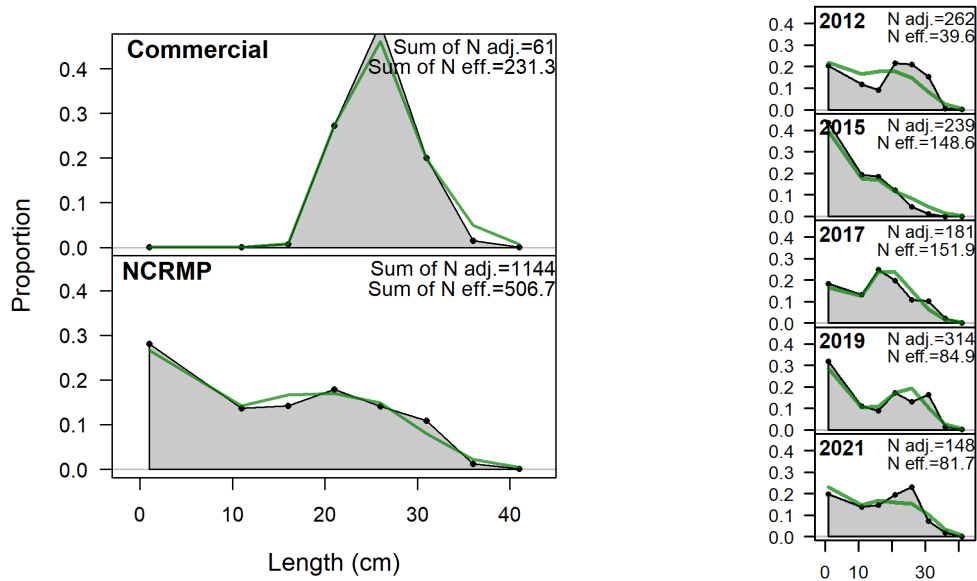 Commercial
Sum of N adj.=61
Sum of N eff.=231.3
0.4
0.3
0.2
0.1
0.0
NCRMP
Sum of N adj.=1144
Sum of N eff.=506.7
0.4
0.3
0.2
0.1
0.0
Proportion
0 10 20 30 40
Length (cm)
2012
N adj.=262
N eff.=39.6
0.4
0.3
0.2
0.1
0.0
2015
N adj.=239
N eff.=148.6
0.4
0.3
0.2
0.1
0.0
2017
N adj.=181
N eff.=151.9
0.4
0.3
0.2
0.1
0.0
2019
N adj.=314
N eff.=84.9
0.4
0.3
0.2
0.1
0.0
2021
N adj.=148
N eff.=81.7
0.4
0.3
0.2
0.1
0.0
0 10 30